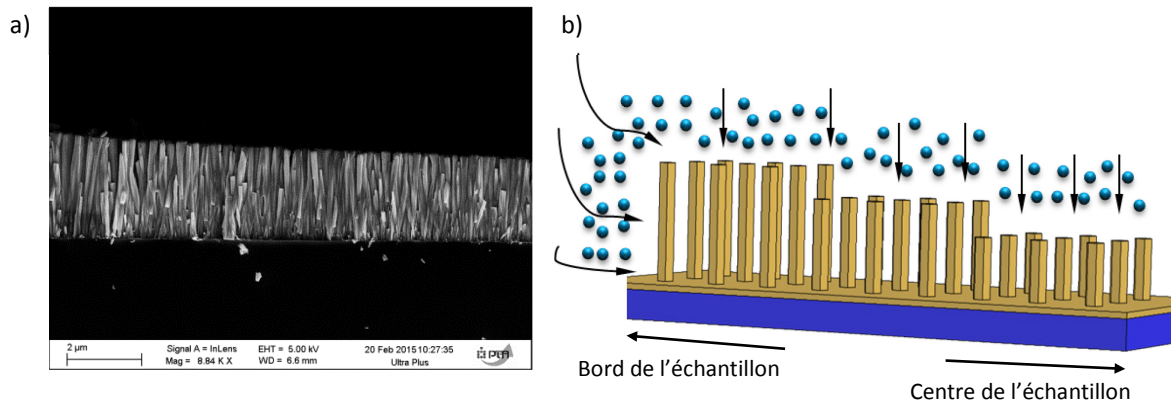 a)
b)
2 µm
Signal A = InLens
EHT = 5.00 kV
20 Feb 2015 10:27:35
Mag = 8.84 K X
WD = 6.6 mm
Ultra Plus
Bord de l'échantillon
Centre de l'échantillon